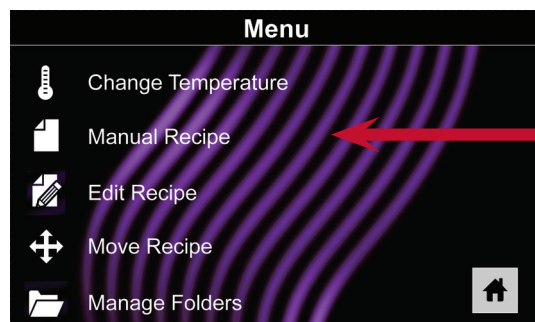 Menu
Change Temperature
Manual Recipe
Edit Recipe
Move Recipe
Manage Folders